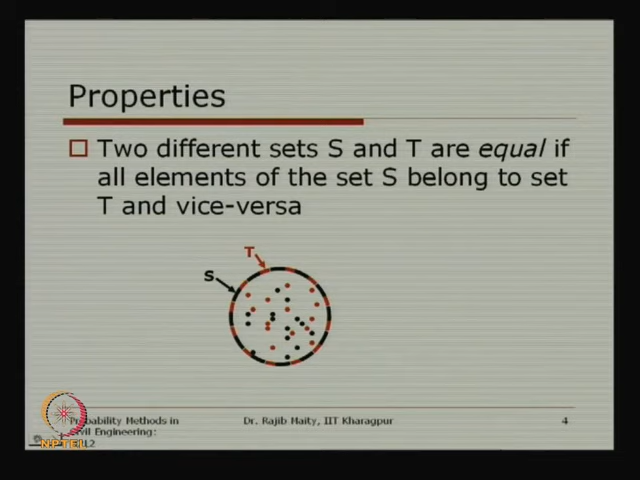 Properties
Two different sets S and T are equal if
all elements of the set S belong to set
T and vice-versa
T
S
Probability Methods in
Civil Engineering:
Dr. Rajib Maity, IIT Kharagpur
4
NPTEL